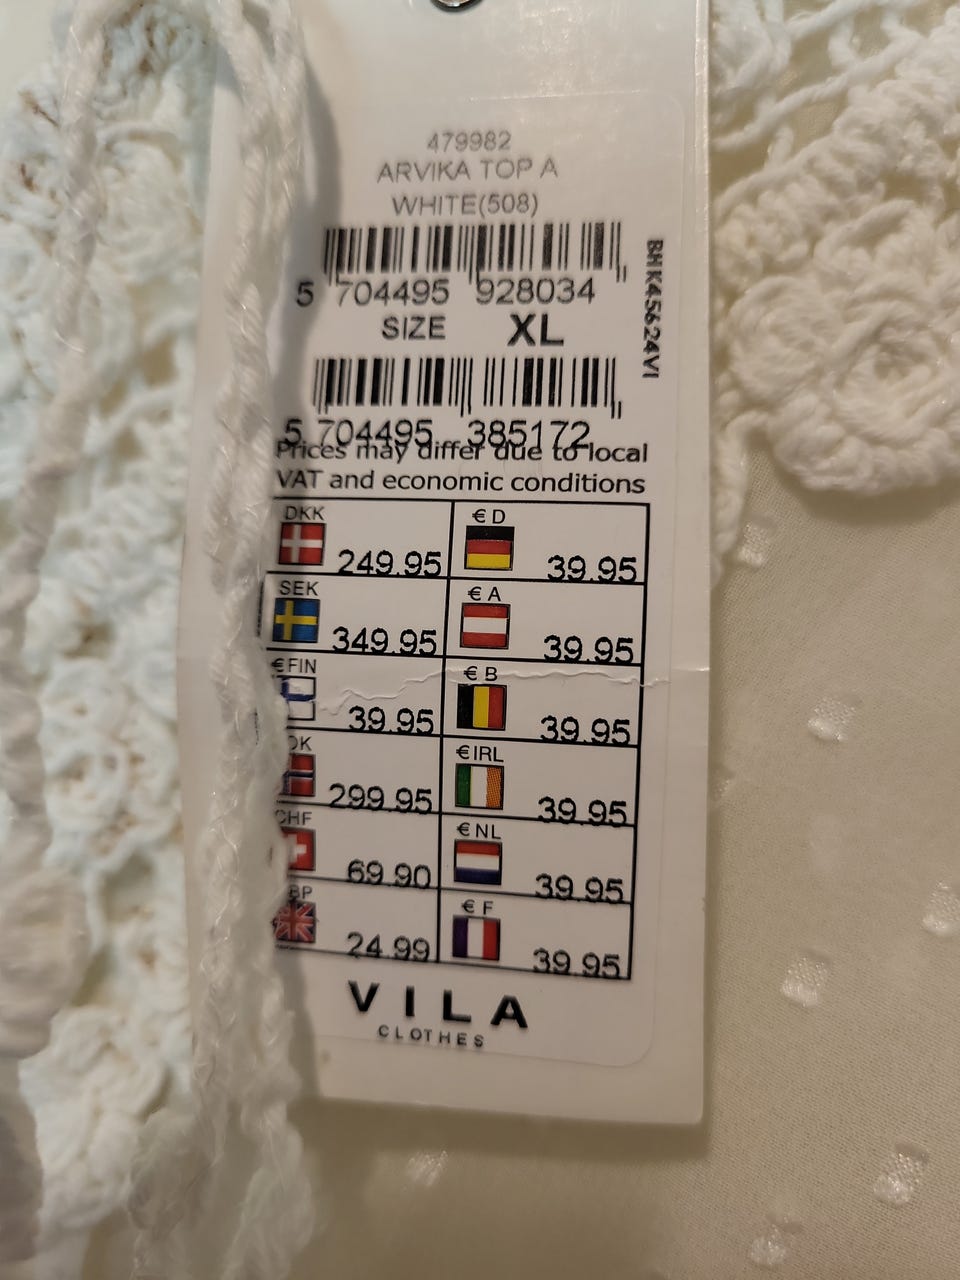 479982
ARVIKA TOP A
WHITE(508)
5 704495 928034
SIZE XL
BHK45624VI
5 704495 385172
Prices may differ due to local
VAT and economic conditions
DKK 249.95
€ D 39.95
SEK 349.95
€ A 39.95
€ FIN 39.95
€ B 39.95
OK 299.95
€ IRL 39.95
CHF 69.90
€ NL 39.95
BP 24.99
€ F 39.95
VILA
CLOTHES